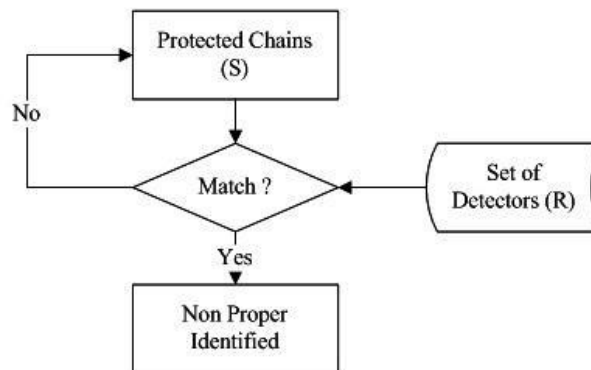 Protected Chains
(S)
No
Match ?
Set of
Detectors (R)
Yes
Non Proper
Identified